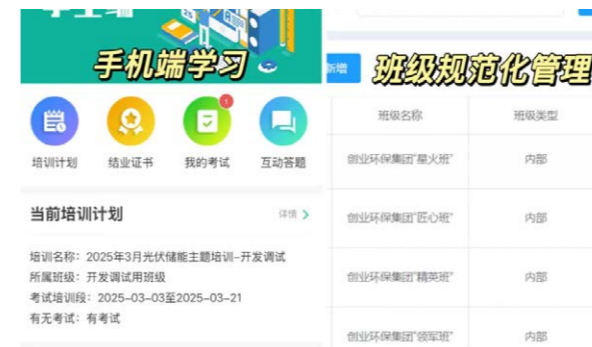 学生端
手机端学习
培训计划
结业证书
1
我的考试
互动答题
当前培训计划
详情
培训名称：2025年3月光伏储能主题培训-开发调试
所属班级：开发调试用班级
考试培训段：2025-03-03至2025-03-21
有无考试：有考试
新增
班级规范化管理
班级名称 班级类型
创业环保集团"星火班" 内部
创业环保集团"匠心班" 内部
创业环保集团"精英班" 内部
创业环保集团"领军班" 内部